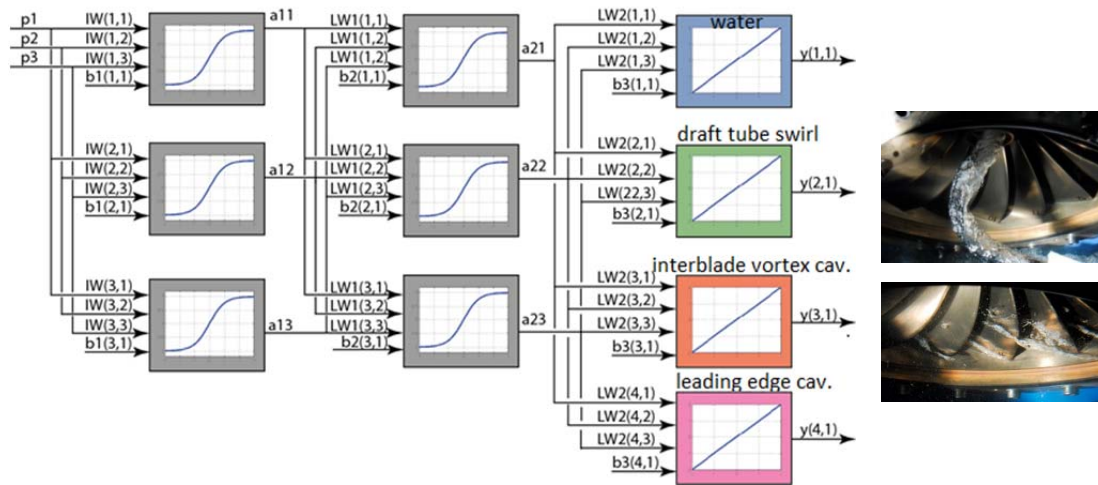 p1
p2
p3
IW(1,1)
IW(1,2)
IW(1,3)
b1(1,1)
a11
LW1(1,1)
LW1(1,2)
LW1(1,2)
b2(1,1)
a21
LW2(1,1)
LW2(1,2)
LW2(1,3)
b3(1,1)
water
y(1,1)
IW(2,1)
IW(2,2)
IW(2,3)
b1(2,1)
a12
LW1(2,1)
LW1(2,2)
LW1(2,3)
b2(2,1)
a22
draft tube swirl
LW2(2,1)
LW2(2,2)
LW(22,3)
b3(2,1)
y(2,1)
IW(3,1)
IW(3,2)
IW(3,3)
b1(3,1)
a13
LW1(3,1)
LW1(3,2)
LW1(3,3)
b2(3,1)
a23
interblade vortex cav.
LW2(3,1)
LW2(3,2)
LW2(3,3)
b3(3,1)
y(3,1)
leading edge cav.
LW2(4,1)
LW2(4,2)
LW2(4,3)
b3(4,1)
y(4,1)